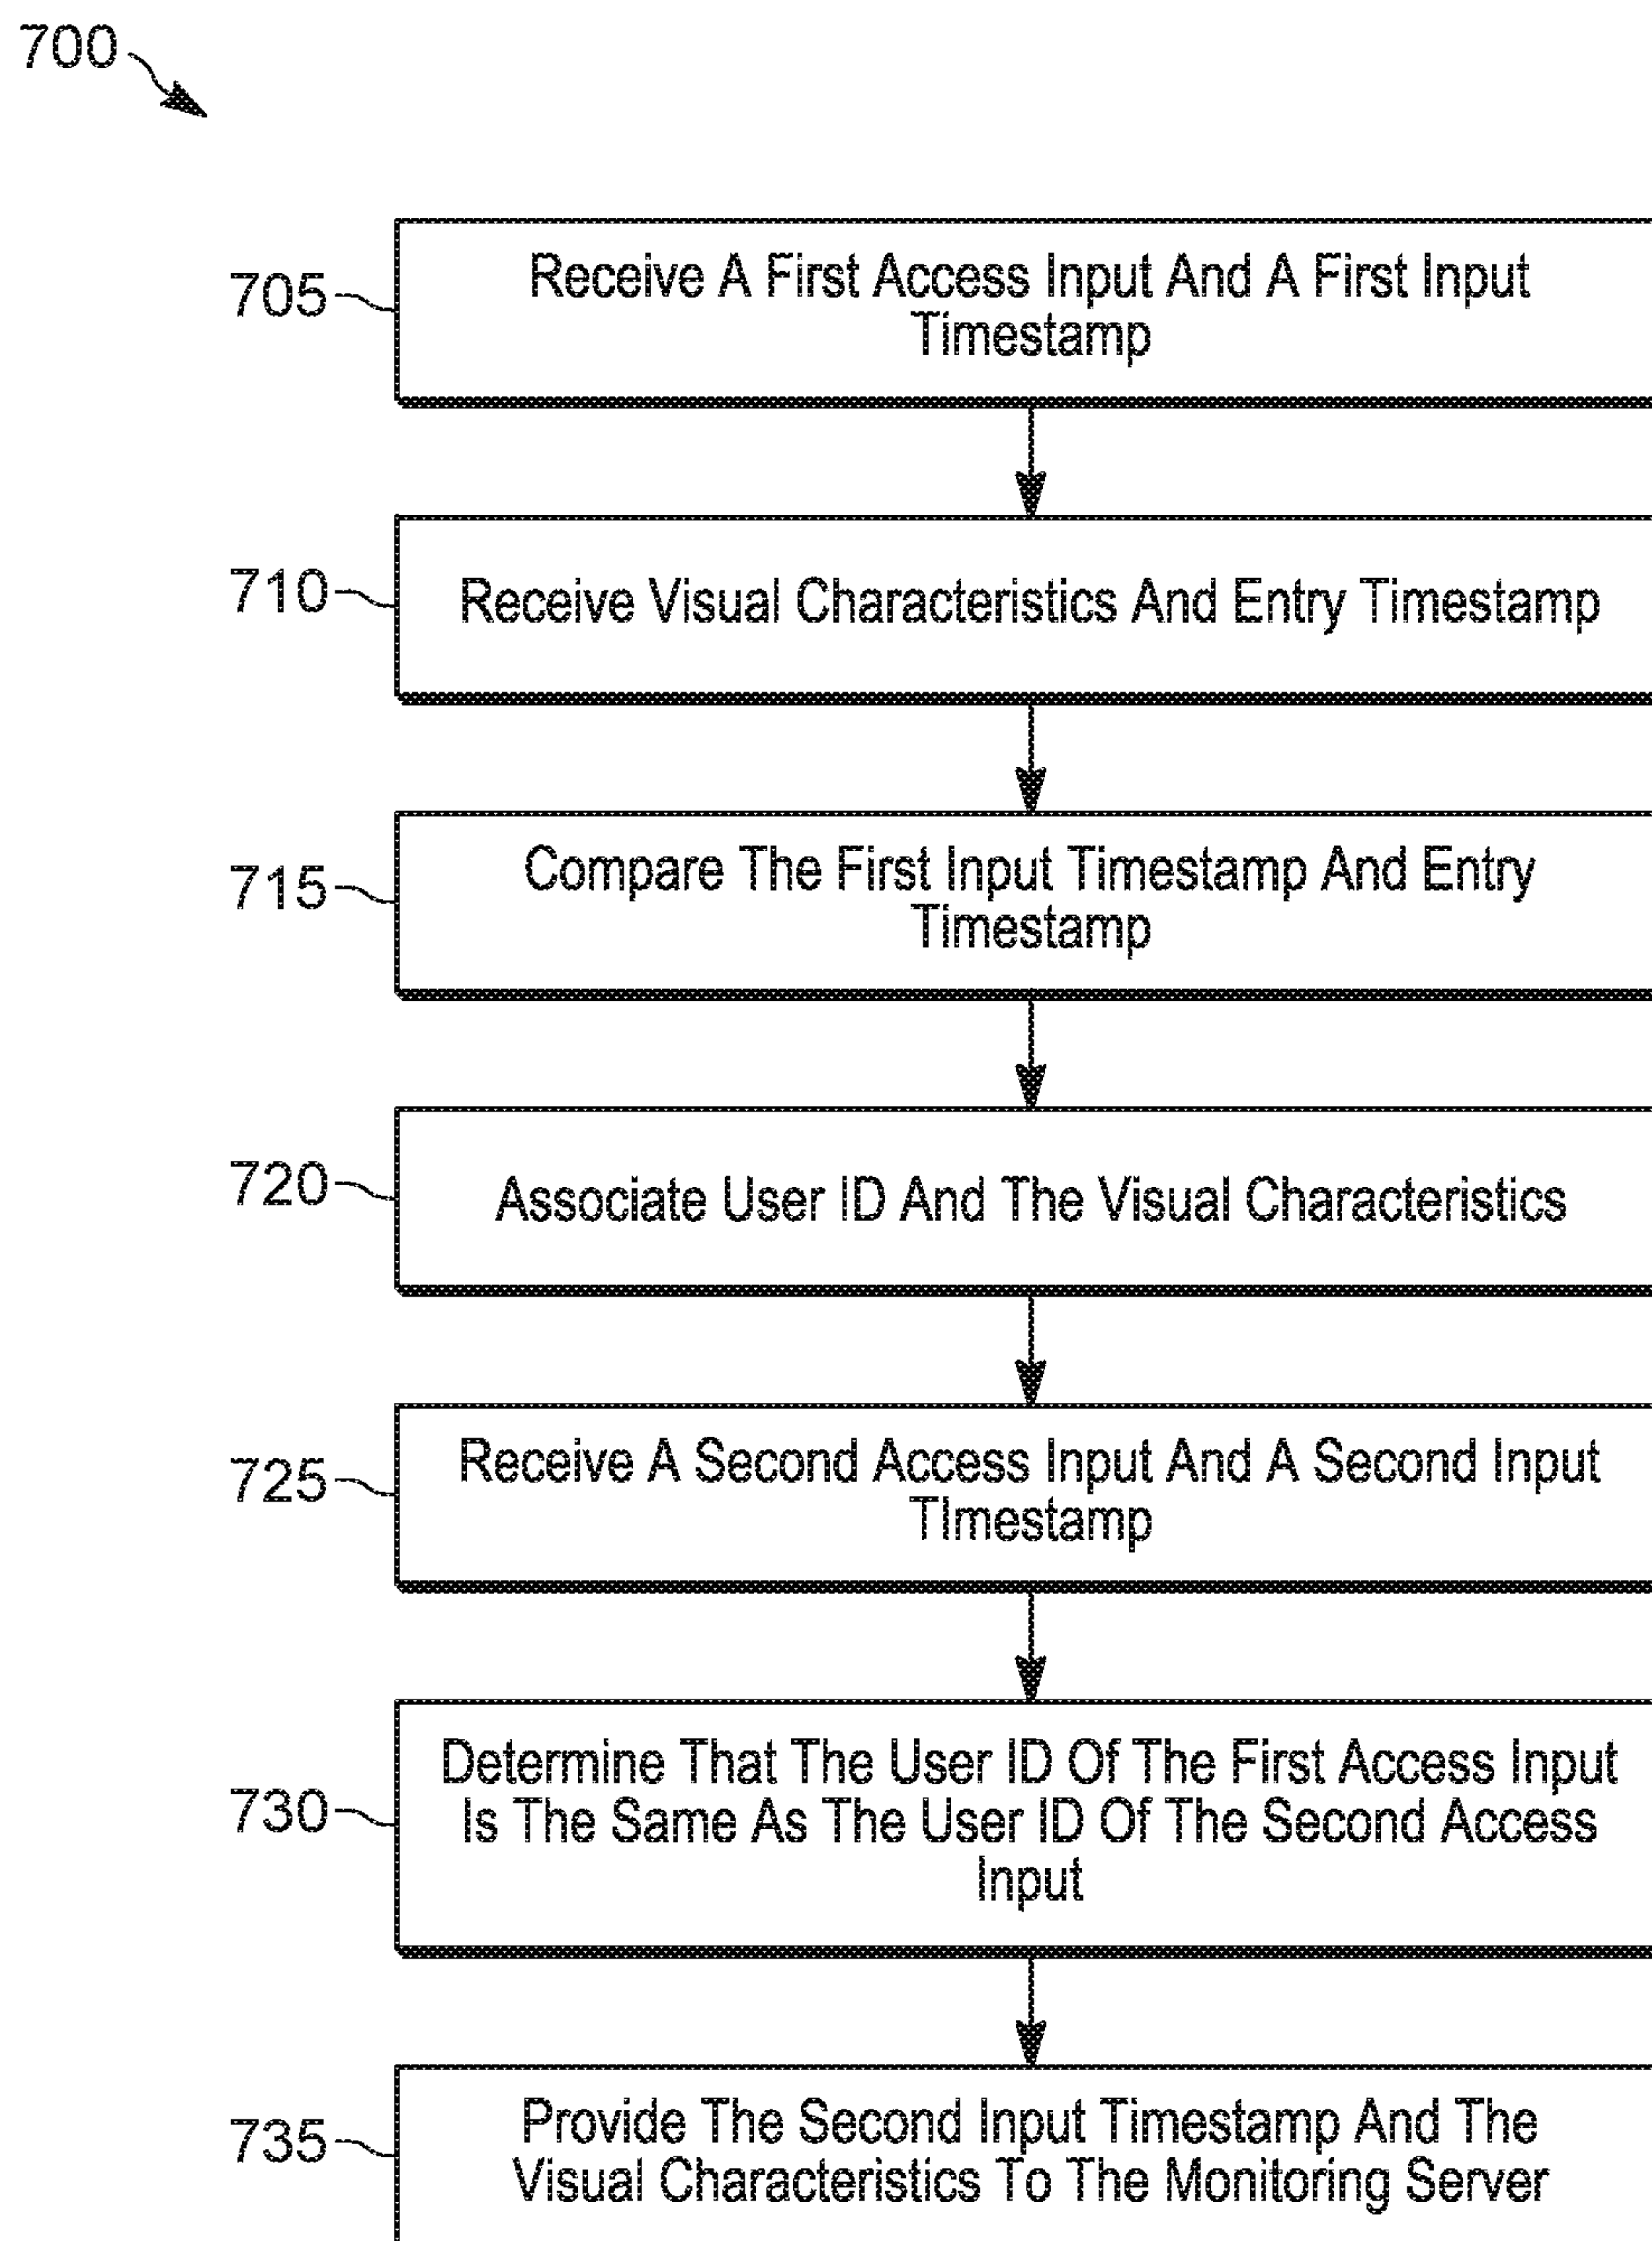 700
705
Receive A First Access Input And A First Input
Timestamp
710
Receive Visual Characteristics And Entry Timestamp
715
Compare The First Input Timestamp And Entry
Timestamp
720
Associate User ID And The Visual Characteristics
725
Receive A Second Access Input And A Second Input
TImestamp
730
Determine That The User ID Of The First Access Input
Is The Same As The User ID Of The Second Access
Input
735
Provide The Second Input Timestamp And The
Visual Characteristics To The Monitoring Server